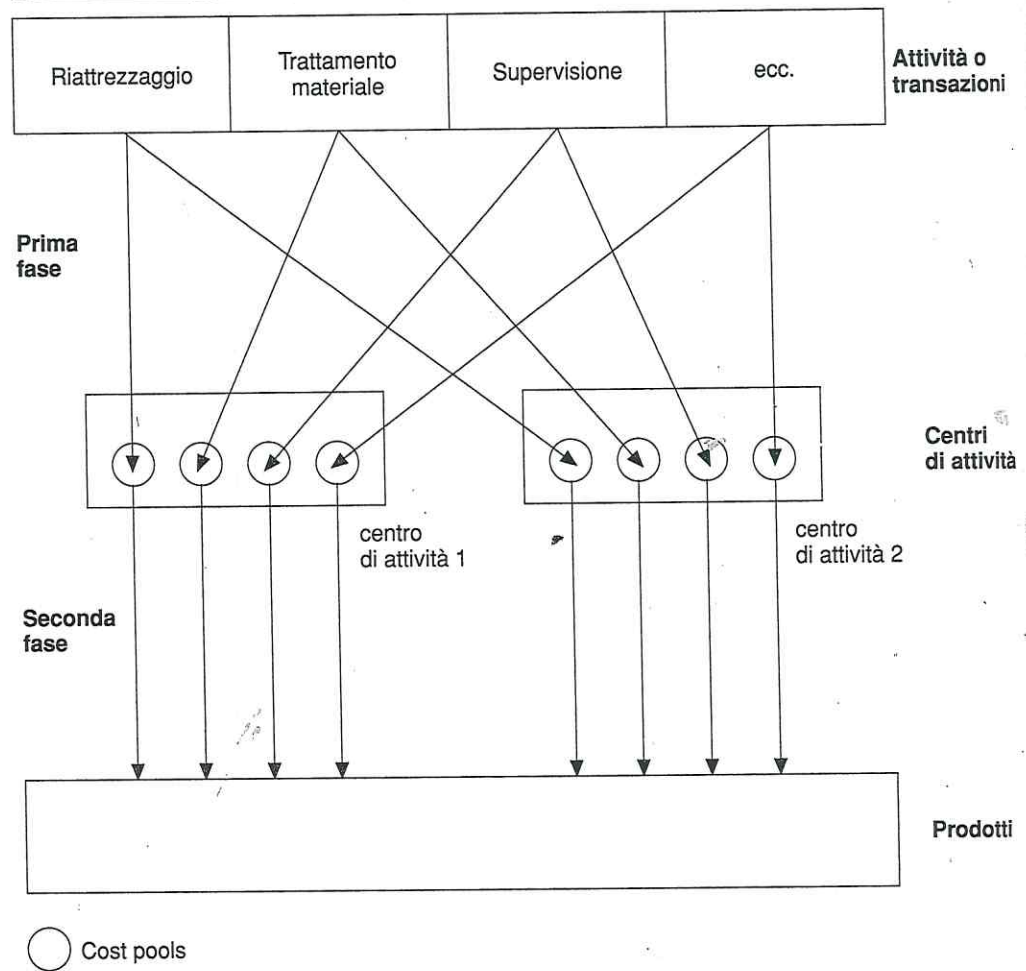 Riattrezzaggio
Trattamento
materiale
Supervisione
ecc.
Attività o
transazioni
Prima
fase
Centri
di attività
centro
di attività 1
centro
di attività 2
Seconda
fase
Prodotti
Cost pools